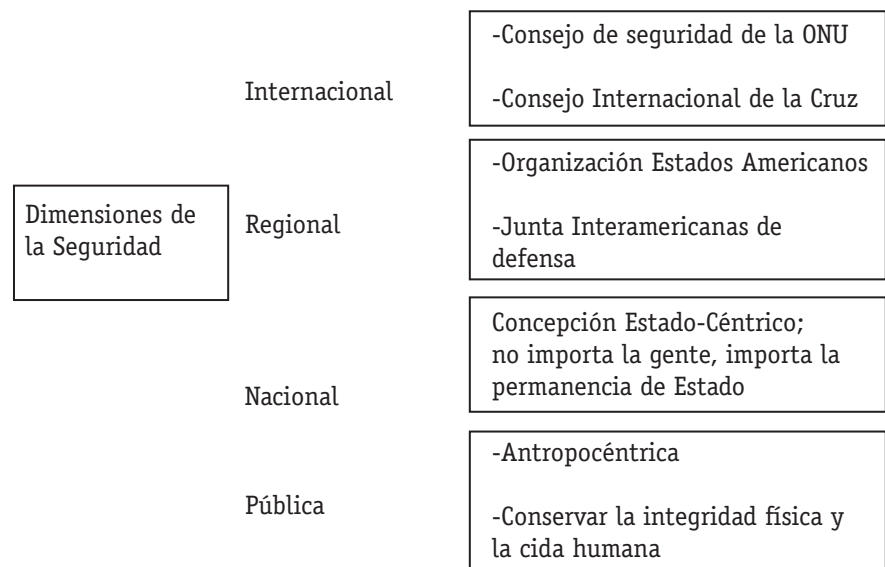 Dimensiones de
la Seguridad
Internacional
-Consejo de seguridad de la ONU
-Consejo Internacional de la Cruz
Regional
-Organización Estados Americanos
-Junta Interamericanas de
defensa
Nacional
Concepción Estado-Céntrico;
no importa la gente, importa la
permanencia de Estado
Pública
-Antropocéntrica
-Conservar la integridad física y
la cida humana